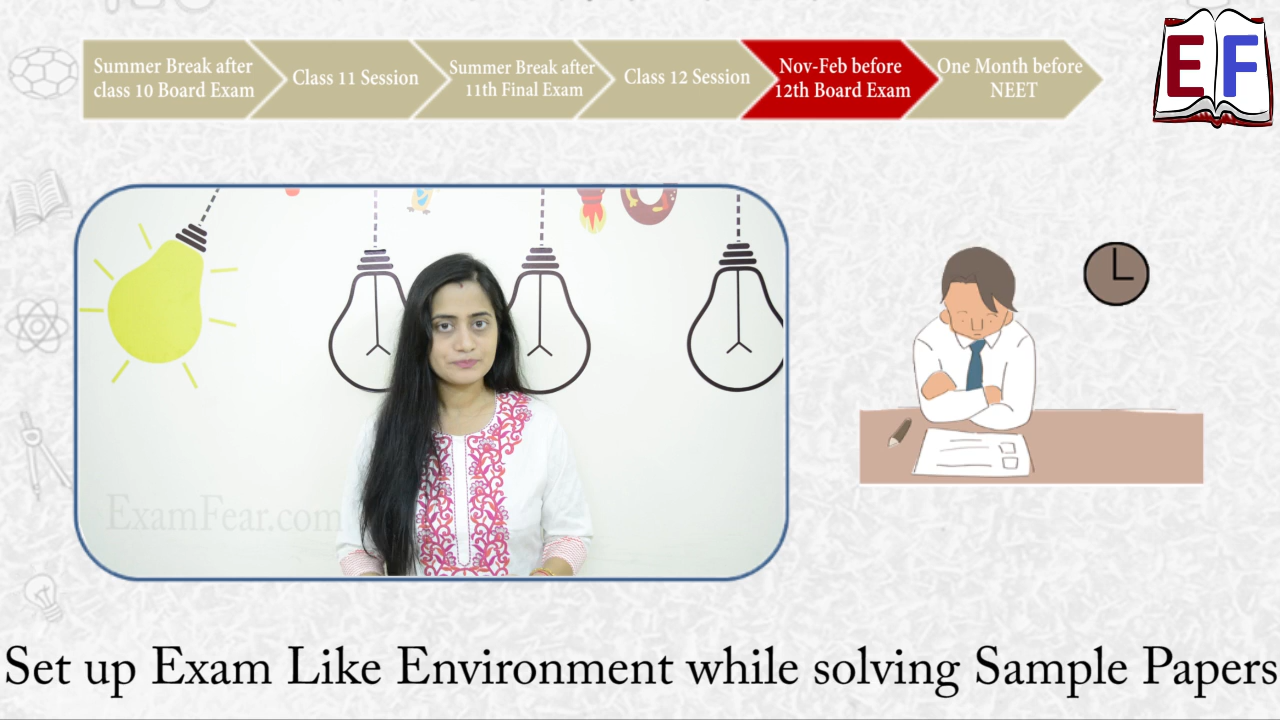 Summer Break after
class 10 Board Exam
Class 11 Session
Summer Break after
11th Final Exam
Class 12 Session
Nov-Feb before
12th Board Exam
One Month before
NEET
EF
ExamFear.com
Set up Exam Like Environment while solving Sample Papers